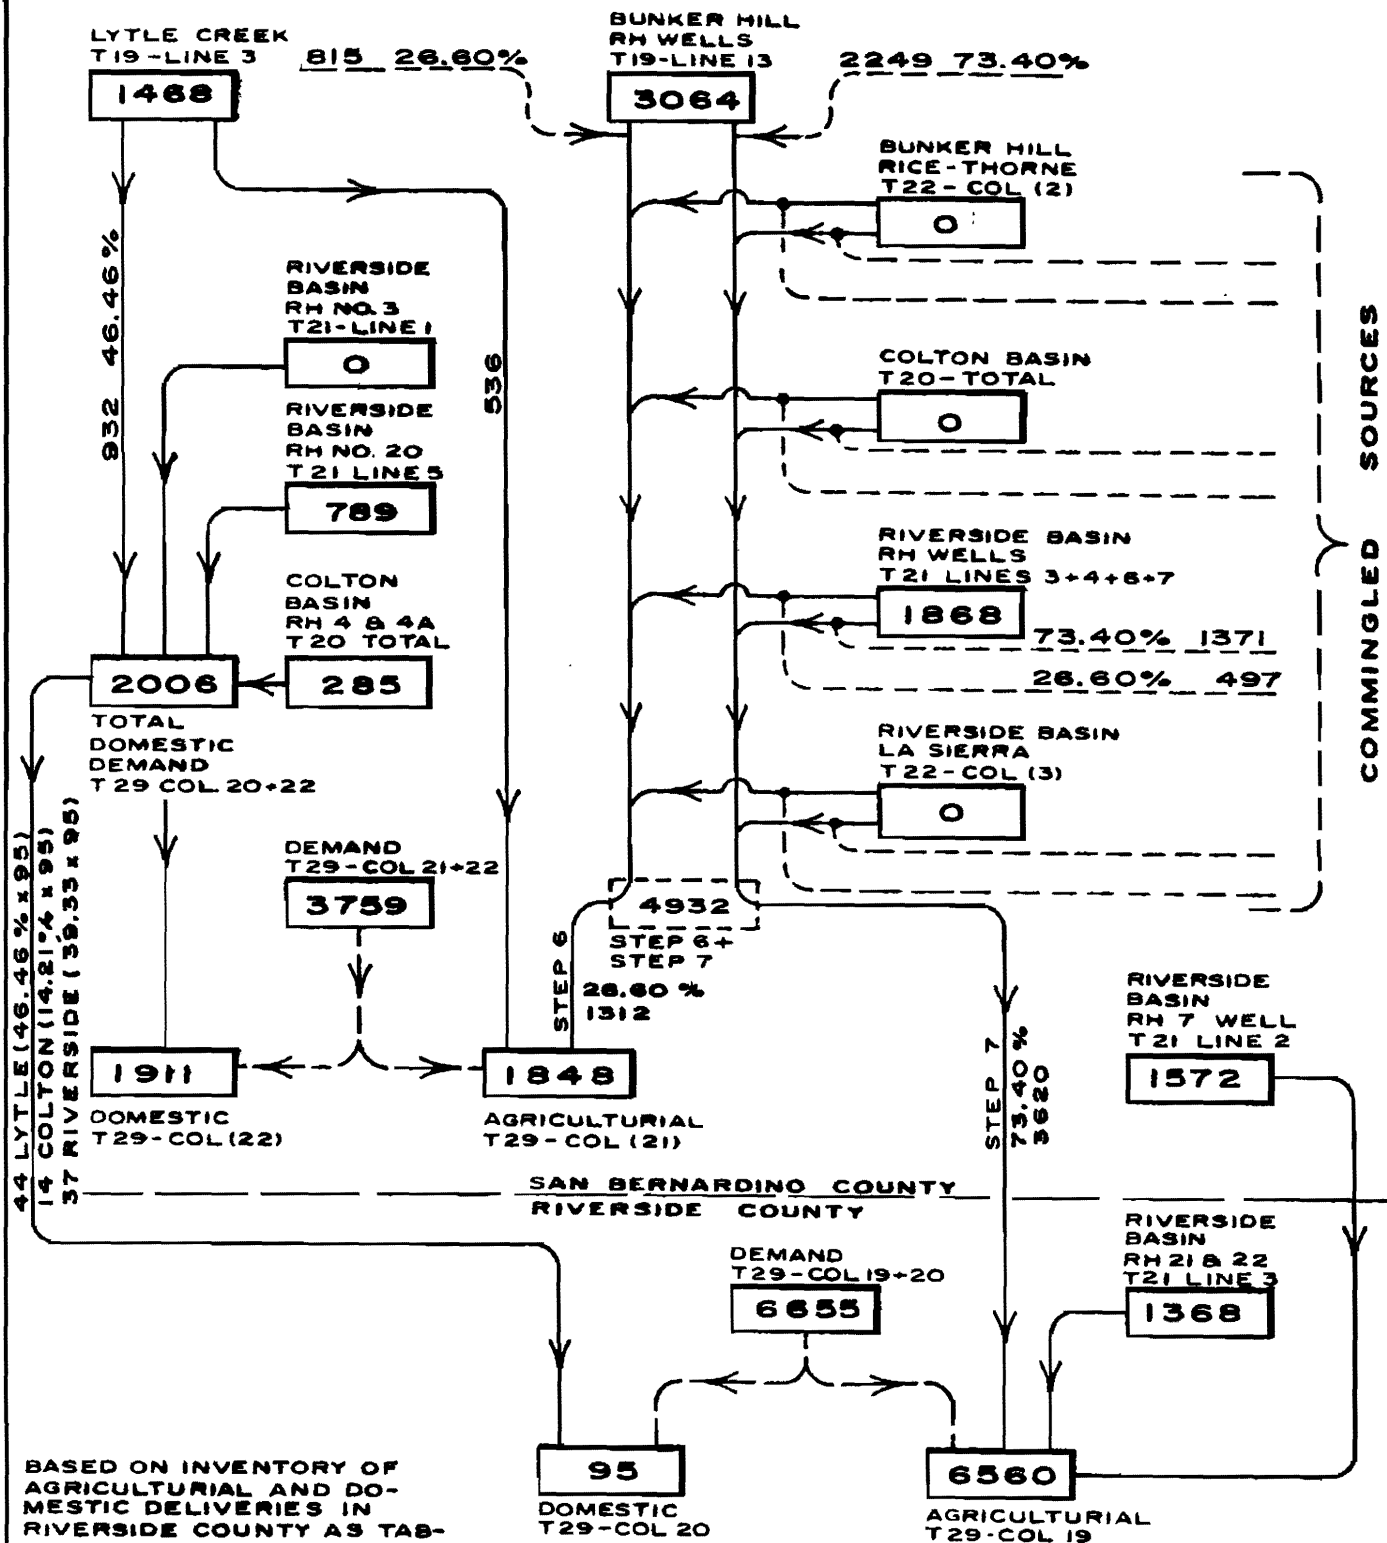 LYTLE CREEK
T19-LINE 3
1468
815 26.60%
BUNKER HILL
RH WELLS
T19-LINE 13
3064
2249 73.40%
BUNKER HILL
RICE-THORNE
T22-COL (2)
0
932 46.46%
RIVERSIDE
BASIN
RH NO. 3
T21-LINE 1
0
536
COLTON BASIN
T20-TOTAL
0
RIVERSIDE
BASIN
RH NO. 20
T21 LINE 5
789
RIVERSIDE BASIN
RH WELLS
T21 LINES 3+4+6+7
1868
73.40% 1371
26.60% 497
COMMINGLED SOURCES
COLTON
BASIN
RH 4 & 4A
T20 TOTAL
285
2006
TOTAL
DOMESTIC
DEMAND
T29 COL. 20+22
RIVERSIDE BASIN
LA SIERRA
T22-COL (3)
0
44 LYTLE (46.46% x 95)
14 COLTON (14.21% x 95)
37 RIVERSIDE (39.33 x 95)
DEMAND
T29-COL 21+22
3759
4932
STEP 6+
STEP 7
STEP 6
26.60 %
1312
1911
DOMESTIC
T29-COL (22)
1848
AGRICULTURIAL
T29-COL (21)
STEP 7
73.40%
3620
RIVERSIDE
BASIN
RH 7 WELL
T21 LINE 2
1572
SAN BERNARDINO COUNTY
RIVERSIDE COUNTY
RIVERSIDE
BASIN
RH 21 & 22
T21 LINE 3
1368
DEMAND
T29-COL 19+20
6655
95
DOMESTIC
T29-COL 20
6560
AGRICULTURIAL
T29-COL 19
BASED ON INVENTORY OF
AGRICULTURIAL AND DO-
MESTIC DELIVERIES IN
RIVERSIDE COUNTY AS TAB-